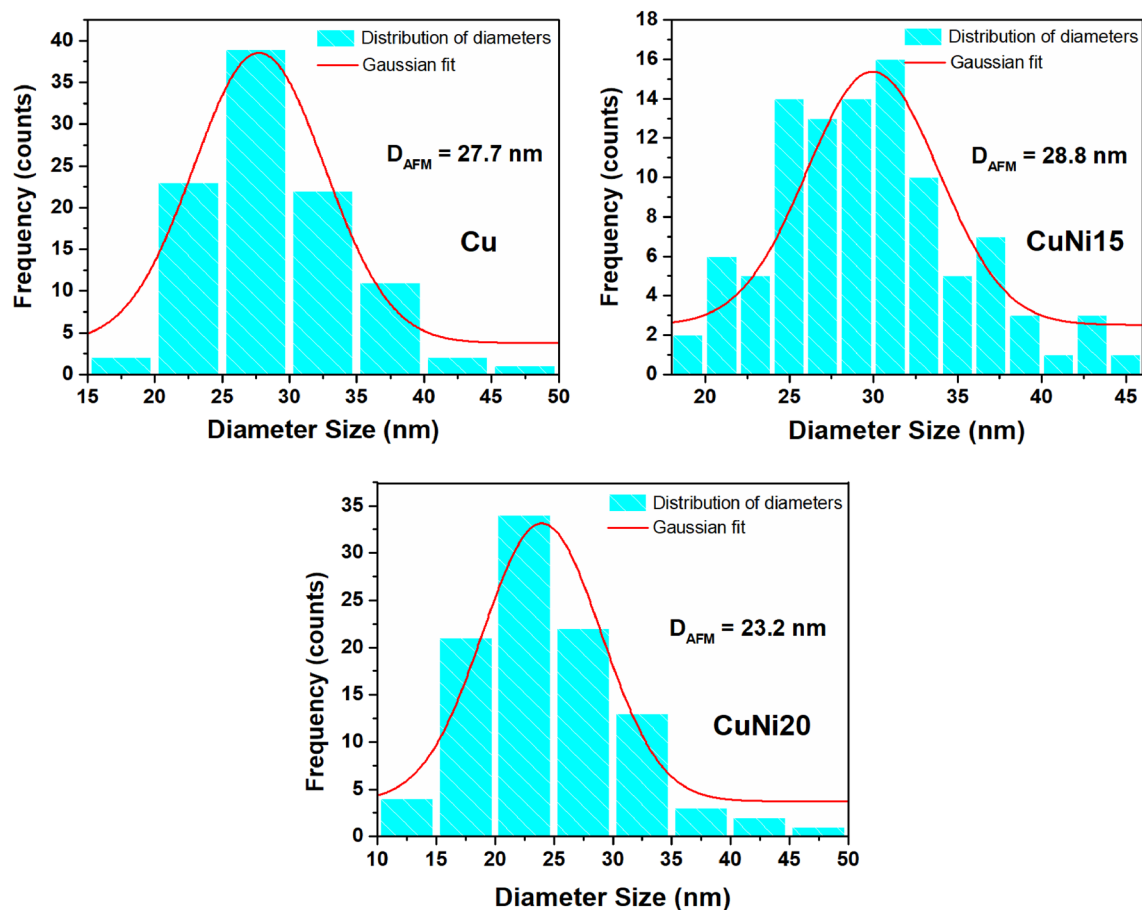 Distribution of diameters
Gaussian fit
D_AFM = 27.7 nm
Cu
Frequency (counts)
40
35
30
25
20
15
10
5
0
15 20 25 30 35 40 45 50
Diameter Size (nm)
Distribution of diameters
Gaussian fit
D_AFM = 28.8 nm
CuNi15
Frequency (counts)
18
16
14
12
10
8
6
4
2
0
20 25 30 35 40 45
Diameter Size (nm)
Distribution of diameters
Gaussian fit
D_AFM = 23.2 nm
CuNi20
Frequency (counts)
35
30
25
20
15
10
5
0
10 15 20 25 30 35 40 45 50
Diameter Size (nm)